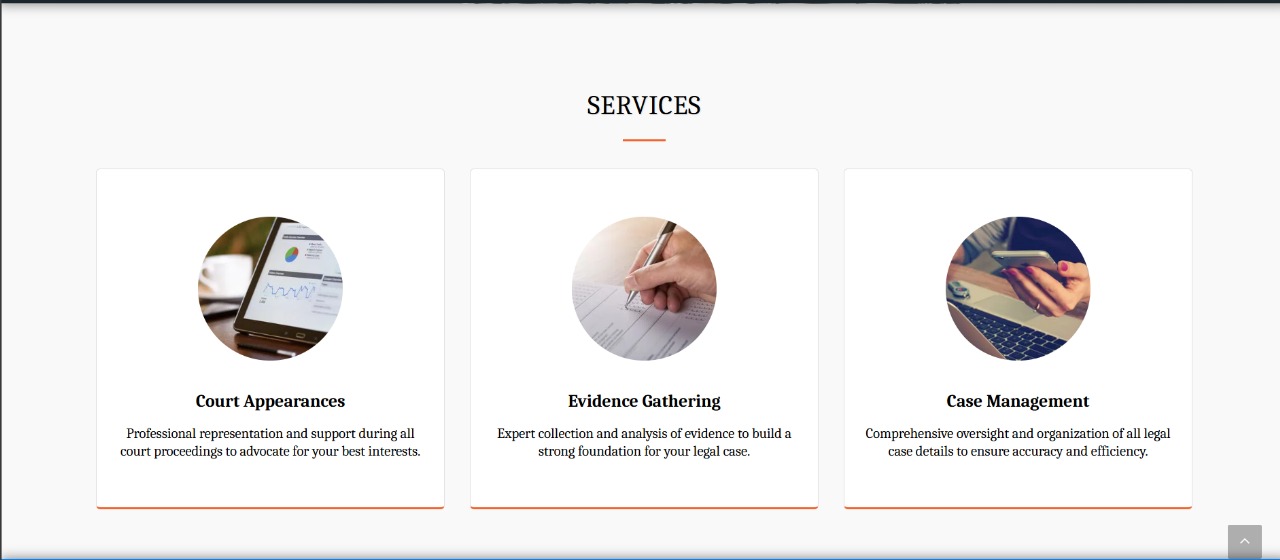 SERVICES
Court Appearances
Professional representation and support during all
court proceedings to advocate for your best interests.
Evidence Gathering
Expert collection and analysis of evidence to build a
strong foundation for your legal case.
Case Management
Comprehensive oversight and organization of all legal
case details to ensure accuracy and efficiency.